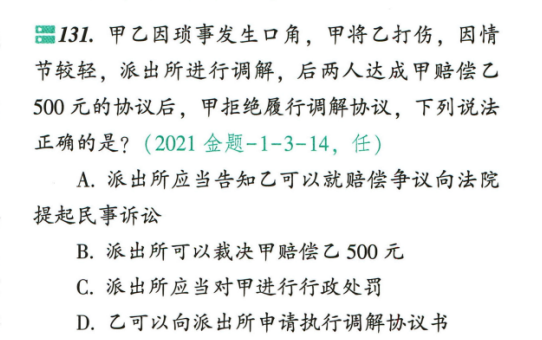 131. 甲乙因琐事发生口角，甲将乙打伤，因情
节较轻，派出所进行调解，后两人达成甲赔偿乙
500 元的协议后，甲拒绝履行调解协议，下列说法
正确的是？（2021 金题-1-3-14，任）
A. 派出所应当告知乙可以就赔偿争议向法院
提起民事诉讼
B. 派出所可以裁决甲赔偿乙 500 元
C. 派出所应当对甲进行行政处罚
D. 乙可以向派出所申请执行调解协议书